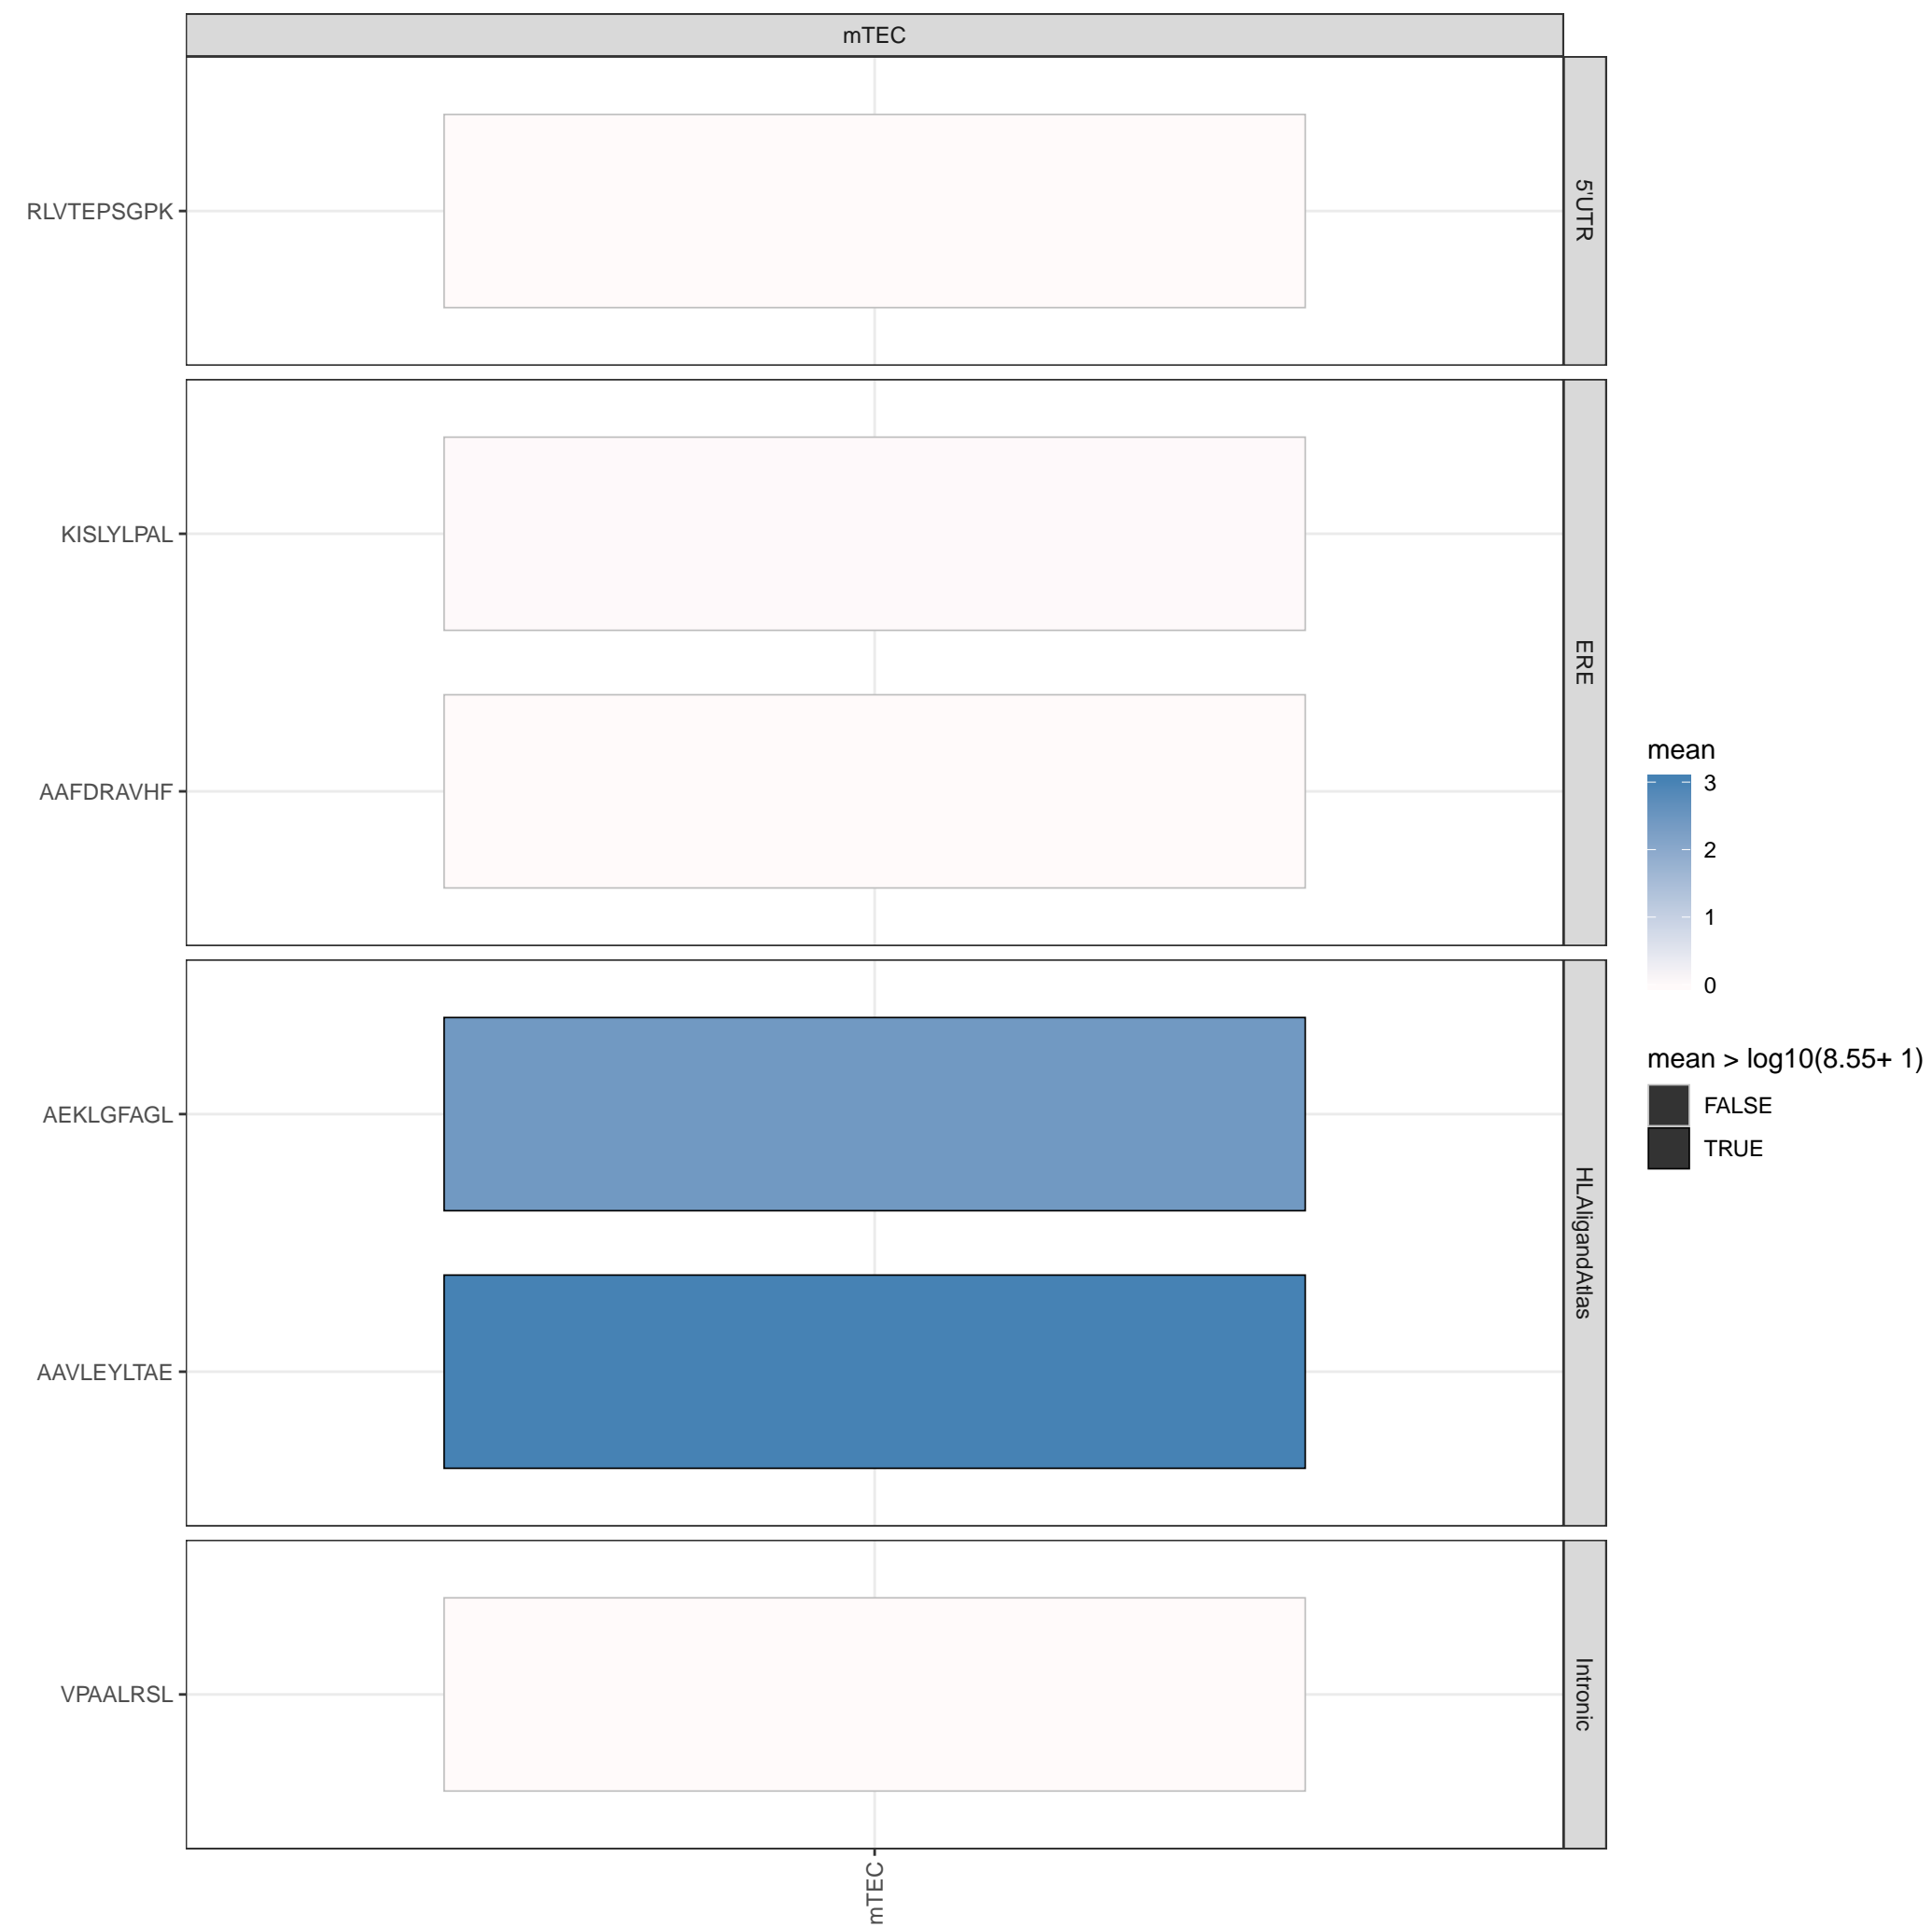 mTEC
RLVTEPSGPK
5'UTR
KISLYLPAL
AAFDRAVHF
ERE
AEKLGFAGL
AAVLEYLTAE
HLAligandAtlas
VPAALRSL
Intronic
mTEC
mean
3
2
1
0
mean > log10(8.55+ 1)
FALSE
TRUE